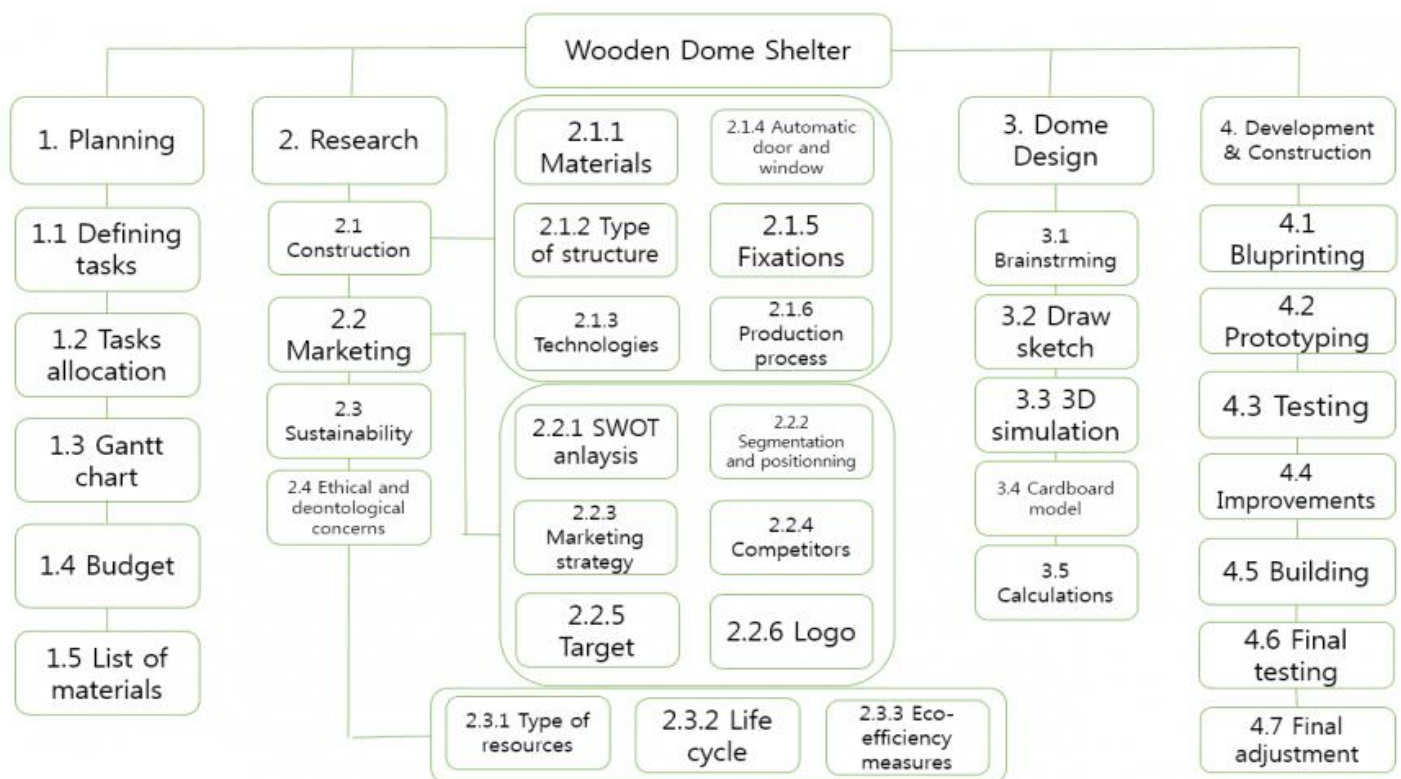 Wooden Dome Shelter
1. Planning
1.1 Defining
tasks
1.2 Tasks
allocation
1.3 Gantt
chart
1.4 Budget
1.5 List of
materials
2. Research
2.1
Construction
2.2
Marketing
2.3
Sustainability
2.4 Ethical and
deontological
concerns
2.1.1
Materials
2.1.4 Automatic
door and
window
2.1.2 Type
of structure
2.1.5
Fixations
2.1.3
Technologies
2.1.6
Production
process
2.2.1 SWOT
anlaysis
2.2.2
Segmentation
and positionning
2.2.3
Marketing
strategy
2.2.4
Competitors
2.2.5
Target
2.2.6 Logo
2.3.1 Type of
resources
2.3.2 Life
cycle
2.3.3 Eco-
efficiency
measures
3. Dome
Design
3.1
Brainstrming
3.2 Draw
sketch
3.3 3D
simulation
3.4 Cardboard
model
3.5
Calculations
4. Development
& Construction
4.1
Bluprinting
4.2
Prototyping
4.3 Testing
4.4
Improvements
4.5 Building
4.6 Final
testing
4.7 Final
adjustment